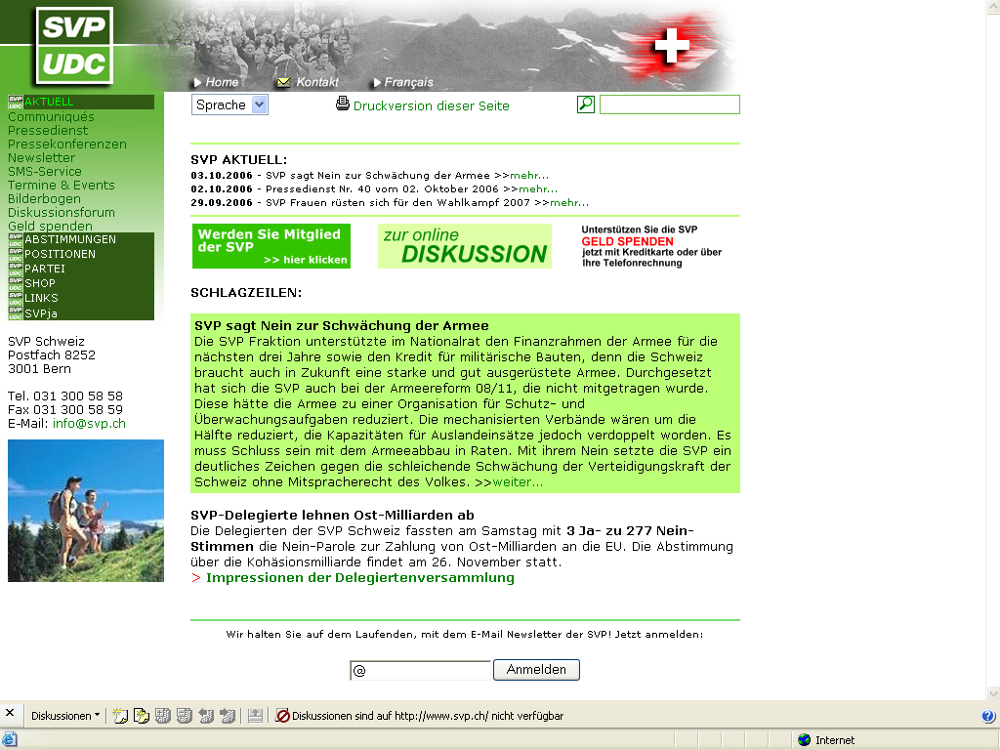 SVP
UDC
Home Kontakt Français
Sprache Druckversion dieser Seite
AKTUELL
Communiqués
Pressedienst
Pressekonferenzen
Newsletter
SMS-Service
Termine & Events
Bilderbogen
Diskussionsforum
Geld spenden
ABSTIMMUNGEN
POSITIONEN
PARTEI
SHOP
LINKS
SVPja
SVP Schweiz
Postfach 8252
3001 Bern
Tel. 031 300 58 58
Fax 031 300 58 59
E-Mail: info@svp.ch
SVP AKTUELL:
03.10.2006 - SVP sagt Nein zur Schwächung der Armee >>mehr...
02.10.2006 - Pressedienst Nr. 40 vom 02. Oktober 2006 >>mehr...
29.09.2006 - SVP Frauen rüsten sich für den Wahlkampf 2007 >>mehr...
Werden Sie Mitglied
der SVP
>> hier klicken
zur online
DISKUSSION
Unterstützen Sie die SVP
GELD SPENDEN
jetzt mit Kreditkarte oder über
Ihre Telefonrechnung
SCHLAGZEILEN:
SVP sagt Nein zur Schwächung der Armee
Die SVP Fraktion unterstützte im Nationalrat den Finanzrahmen der Armee für die
nächsten drei Jahre sowie den Kredit für militärische Bauten, denn die Schweiz
braucht auch in Zukunft eine starke und gut ausgerüstete Armee. Durchgesetzt
hat sich die SVP auch bei der Armeereform 08/11, die nicht mitgetragen wurde.
Diese hätte die Armee zu einer Organisation für Schutz- und
Überwachungsaufgaben reduziert. Die mechanisierten Verbände wären um die
Hälfte reduziert, die Kapazitäten für Auslandeinsätze jedoch verdoppelt worden. Es
muss Schluss sein mit dem Armeeabbau in Raten. Mit ihrem Nein setzte die SVP ein
deutliches Zeichen gegen die schleichende Schwächung der Verteidigungskraft der
Schweiz ohne Mitspracherecht des Volkes. >>weiter...
SVP-Delegierte lehnen Ost-Milliarden ab
Die Delegierten der SVP Schweiz fassten am Samstag mit 3 Ja- zu 277 Nein-
Stimmen die Nein-Parole zur Zahlung von Ost-Milliarden an die EU. Die Abstimmung
über die Kohäsionsmilliarde findet am 26. November statt.
> Impressionen der Delegiertenversammlung
Wir halten Sie auf dem Laufenden, mit dem E-Mail Newsletter der SVP! Jetzt anmelden:
@ Anmelden
Diskussionen Diskussionen sind auf http://www.svp.ch/ nicht verfügbar
Internet